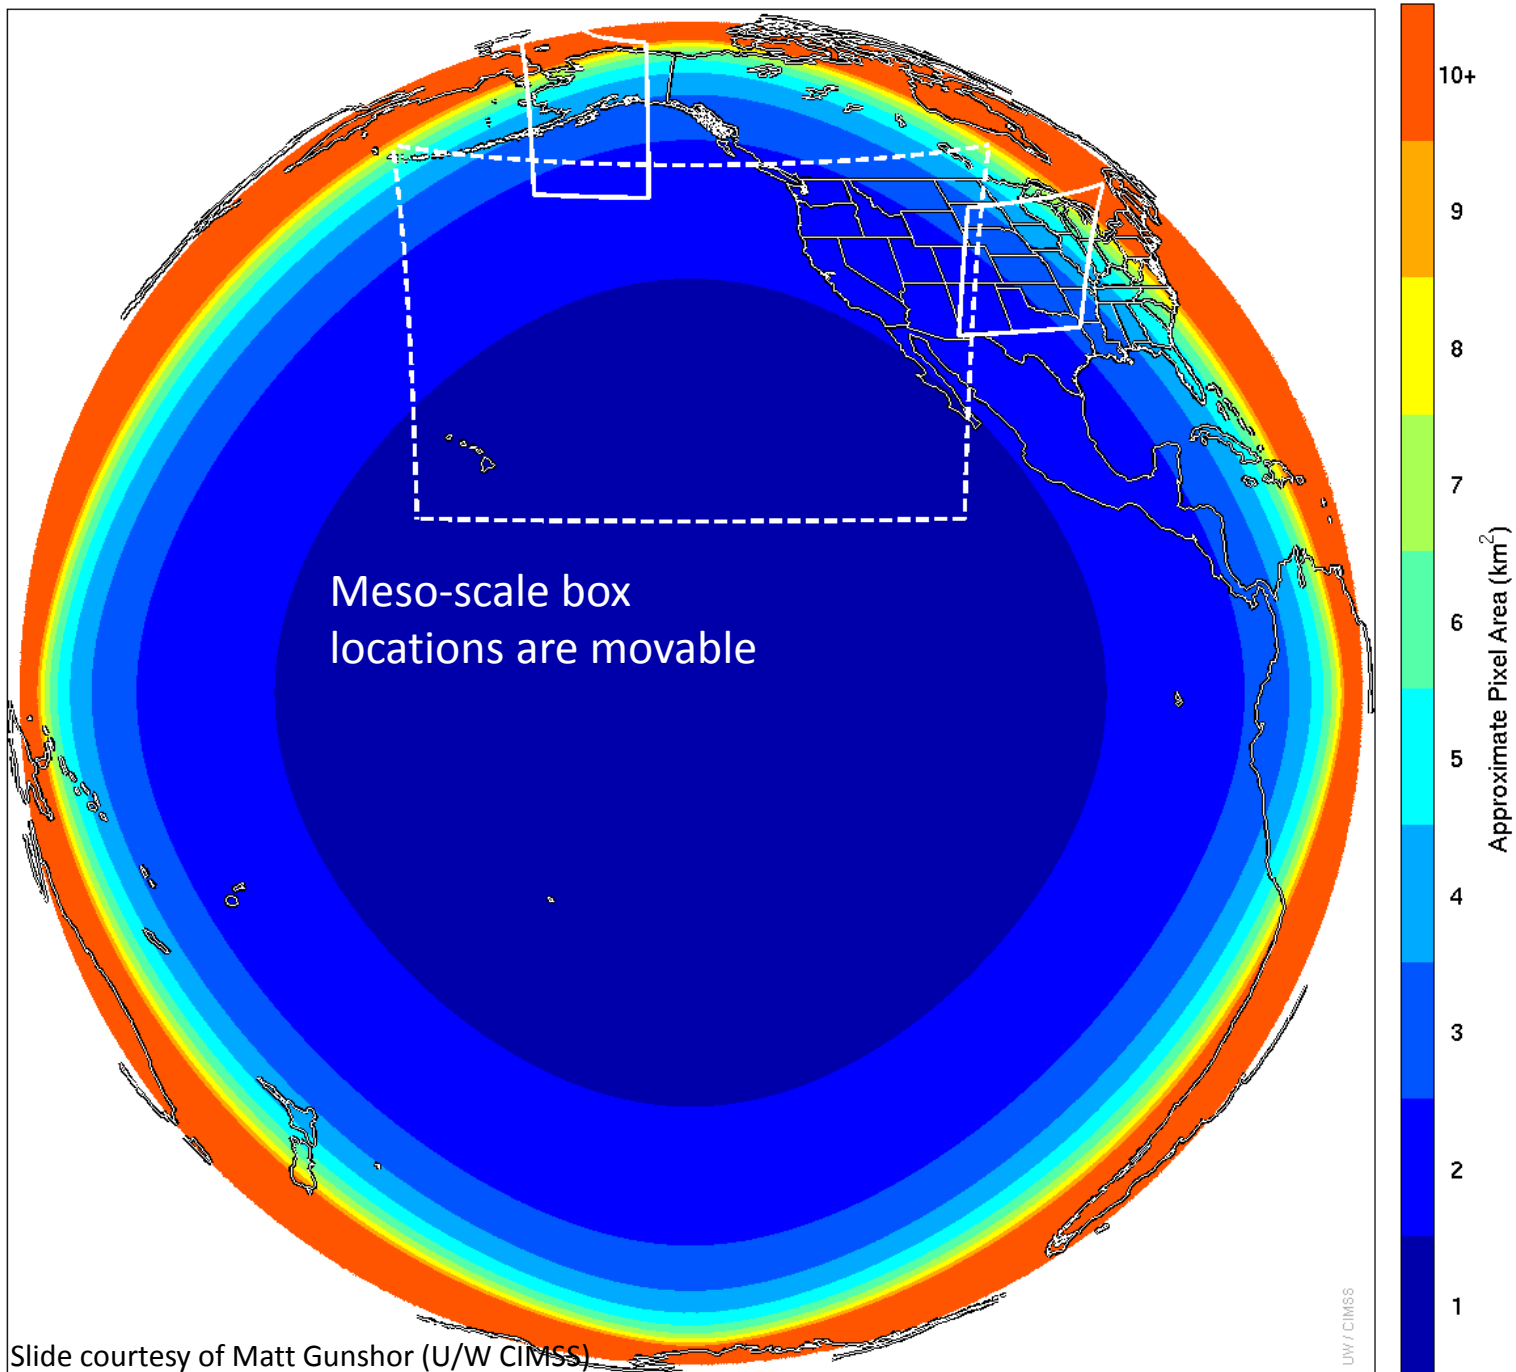 10+
9
8
7
6
5
4
3
2
1
Approximate Pixel Area (km²)
Meso-scale box
locations are movable
Slide courtesy of Matt Gunshor (U/W CIMSS)
UW / CIMSS